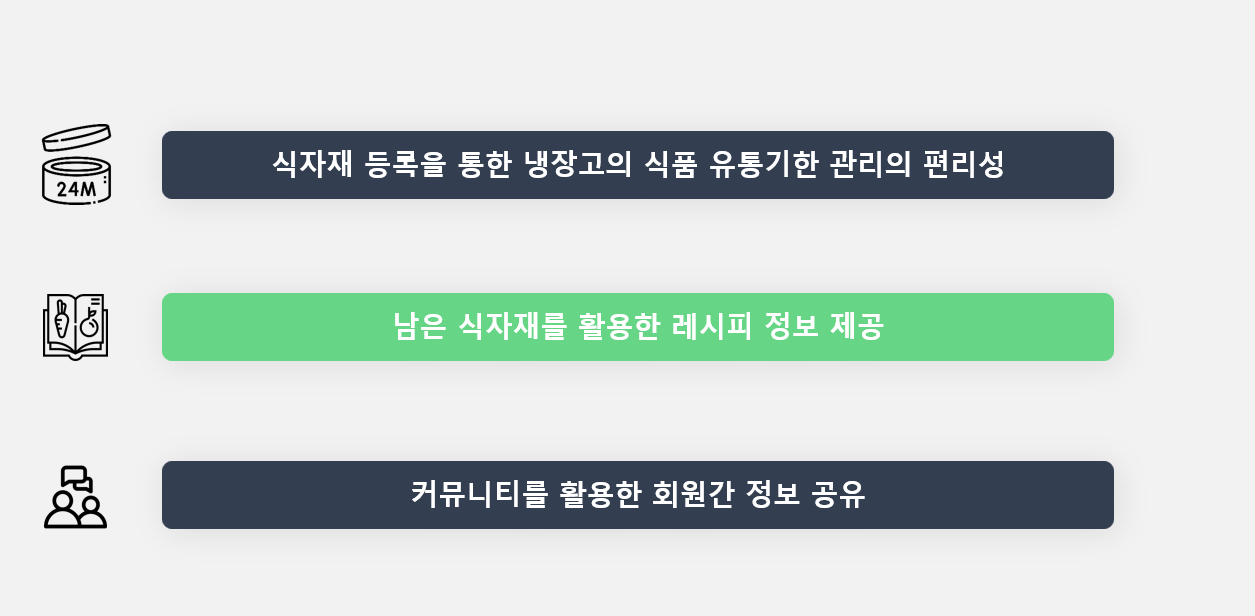 24M
식자재 등록을 통한 냉장고의 식품 유통기한 관리의 편리성
남은 식자재를 활용한 레시피 정보 제공
커뮤니티를 활용한 회원간 정보 공유